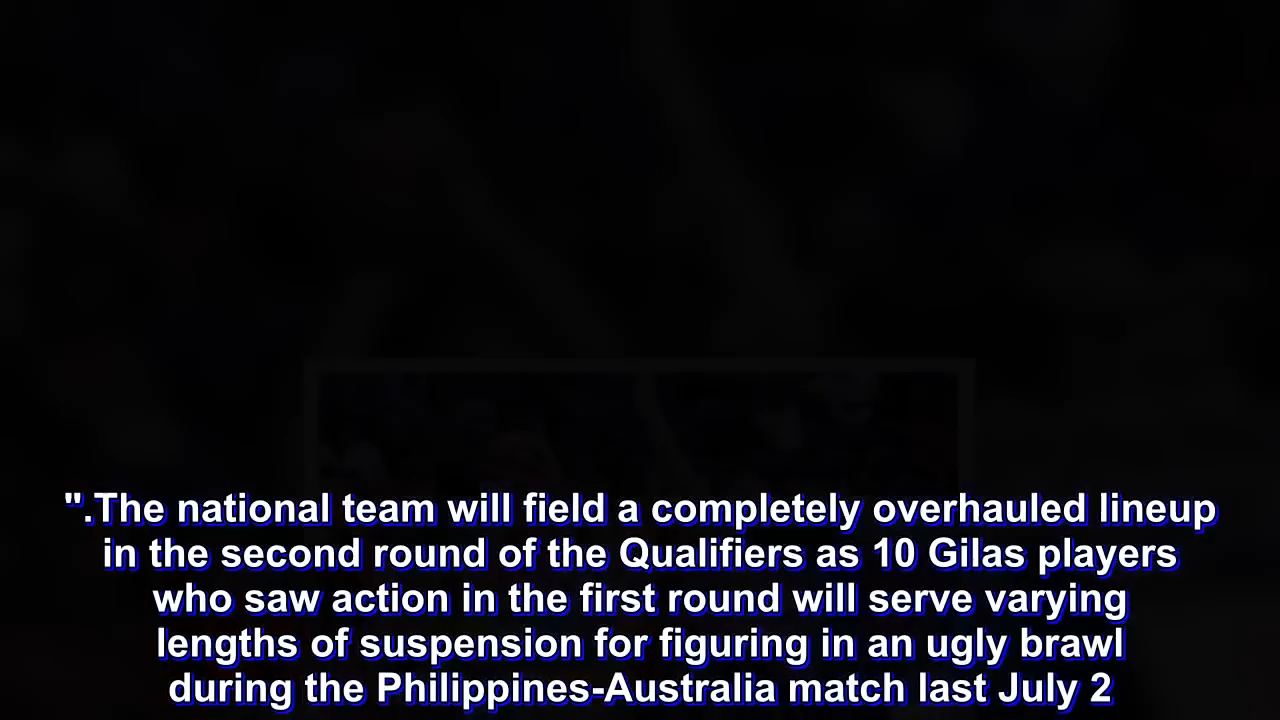 ".The national team will field a completely overhauled lineup
in the second round of the Qualifiers as 10 Gilas players
who saw action in the first round will serve varying
lengths of suspension for figuring in an ugly brawl
during the Philippines-Australia match last July 2